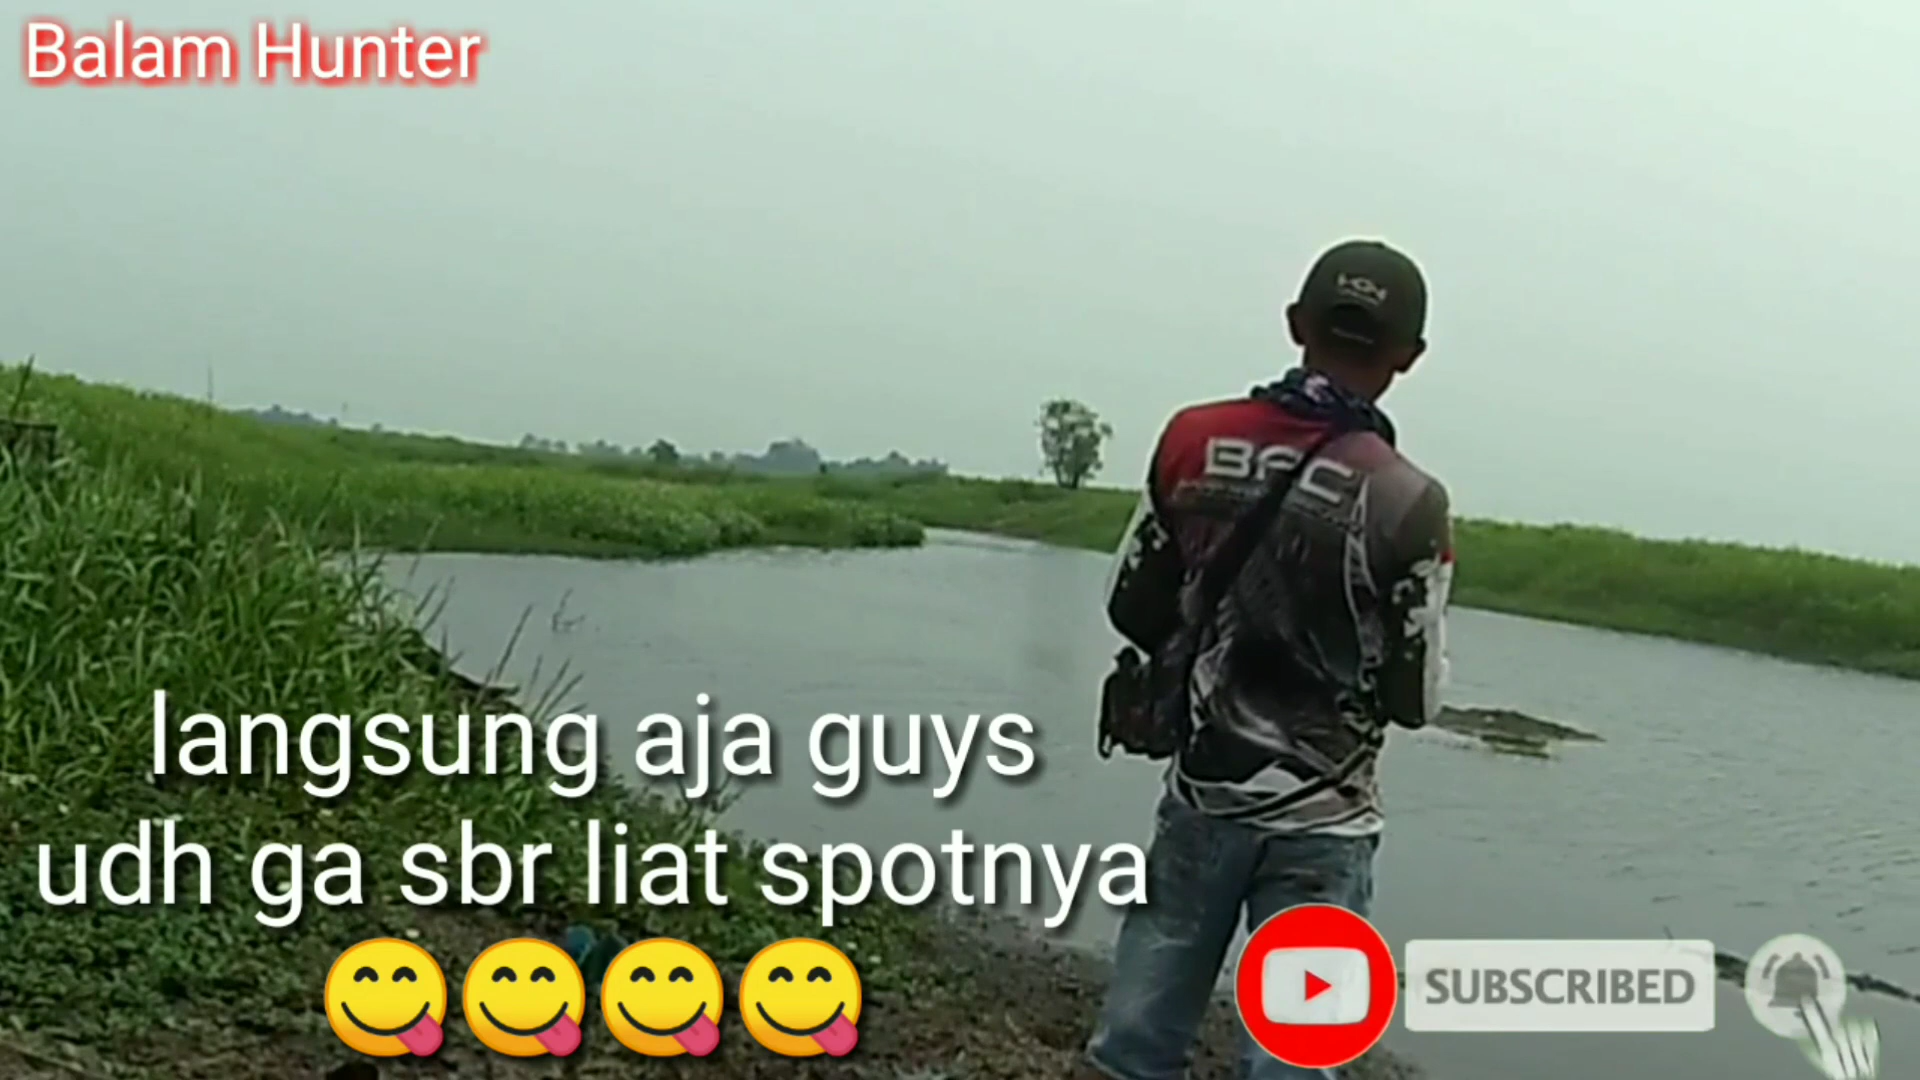 Balam Hunter
BFC
langsung aja guys
udh ga sbr liat spotnya
😋😋😋😋
SUBSCRIBED